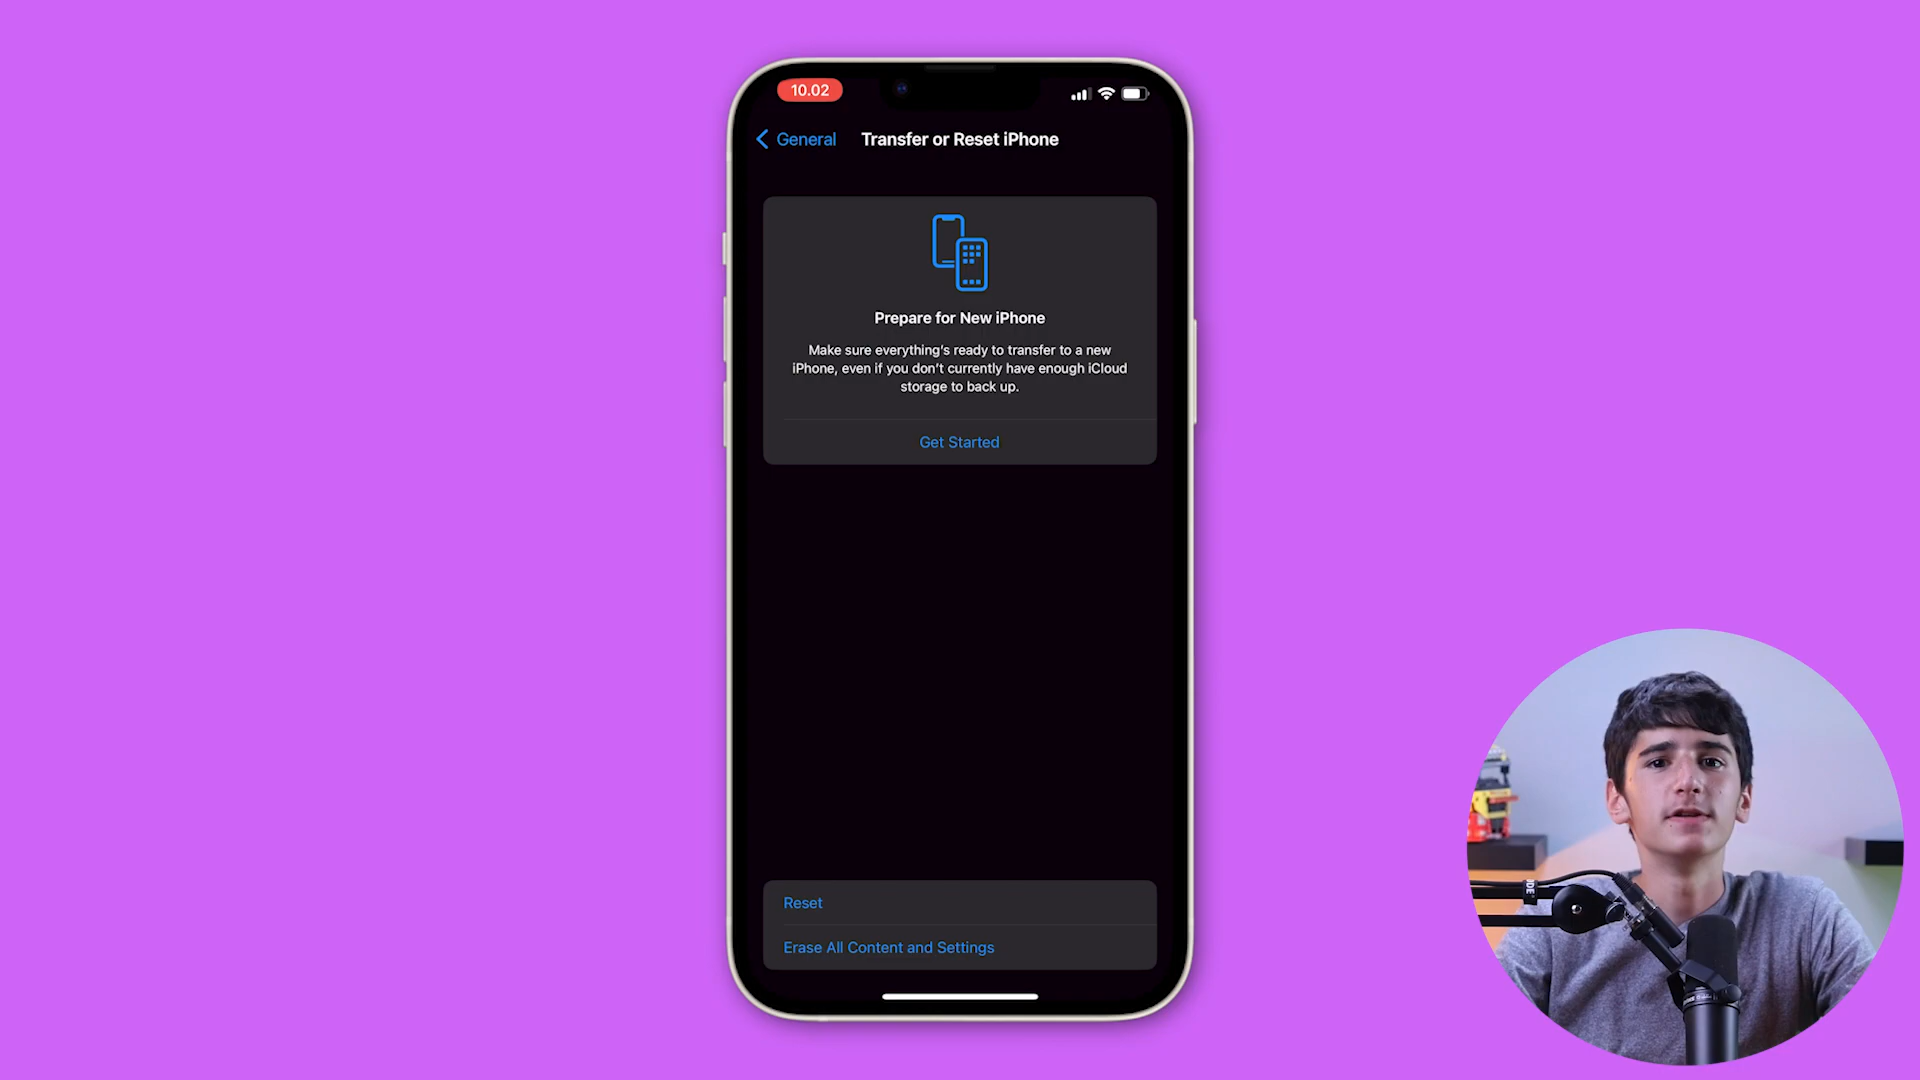 10.02
General
Transfer or Reset iPhone
Prepare for New iPhone
Make sure everything's ready to transfer to a new
iPhone, even if you don't currently have enough iCloud
storage to back up.
Get Started
Reset
Erase All Content and Settings